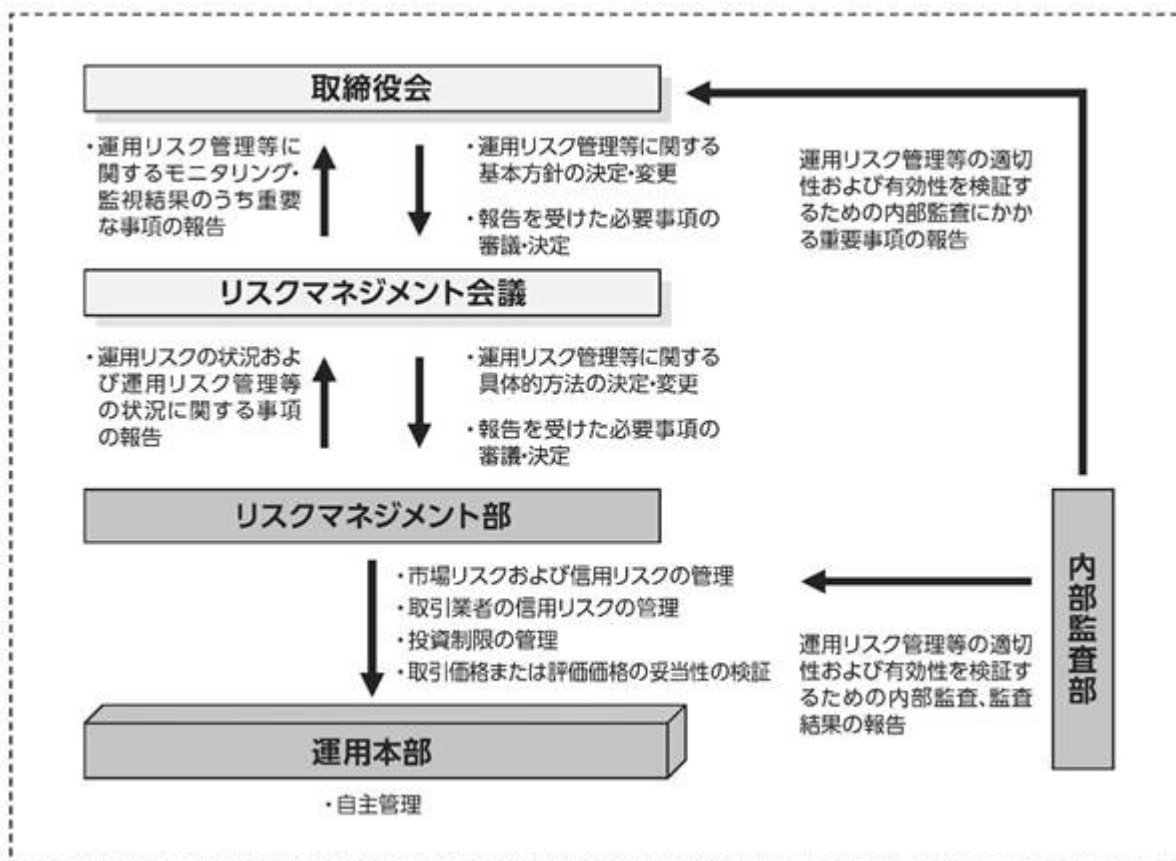 取締役会
・運用リスク管理等に
関するモニタリング・
監視結果のうち重要
な事項の報告
・運用リスク管理等に関する
基本方針の決定・変更
・報告を受けた必要事項の
審議・決定
運用リスク管理等の適切
性および有効性を検証す
るための内部監査にかか
る重要事項の報告
リスクマネジメント会議
・運用リスクの状況およ
び運用リスク管理等
の状況に関する事項
の報告
・運用リスク管理等に関する
具体的方法の決定・変更
・報告を受けた必要事項の
審議・決定
リスクマネジメント部
・市場リスクおよび信用リスクの管理
・取引業者の信用リスクの管理
・投資制限の管理
・取引価格または評価価格の妥当性の検証
内部監査部
運用リスク管理等の適切
性および有効性を検証す
るための内部監査、監査
結果の報告
運用本部
・自主管理